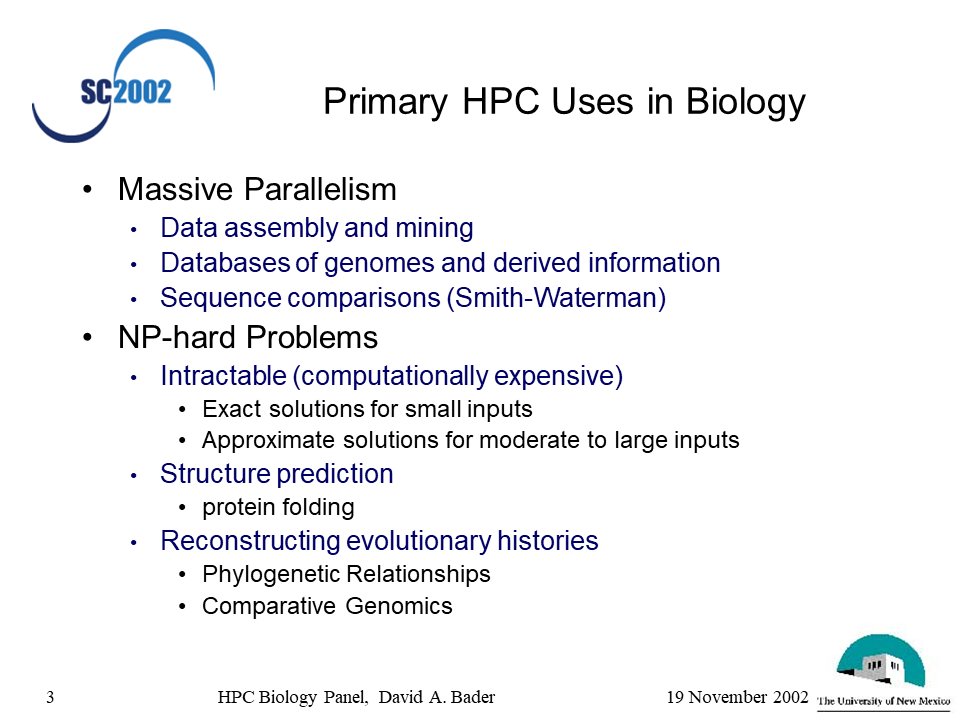 SC2002
Primary HPC Uses in Biology
• Massive Parallelism
• Data assembly and mining
• Databases of genomes and derived information
• Sequence comparisons (Smith-Waterman)
• NP-hard Problems
• Intractable (computationally expensive)
• Exact solutions for small inputs
• Approximate solutions for moderate to large inputs
• Structure prediction
• protein folding
• Reconstructing evolutionary histories
• Phylogenetic Relationships
• Comparative Genomics
3
HPC Biology Panel, David A. Bader
19 November 2002
The University of New Mexico